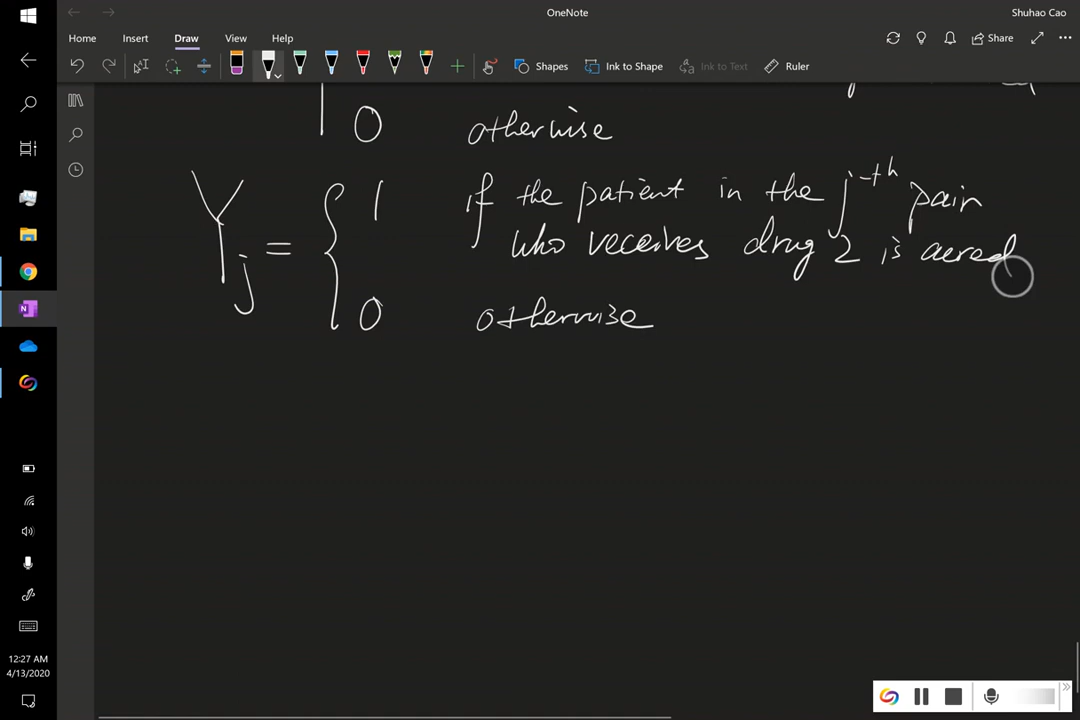 OneNote
Shuhao Cao
Home Insert Draw View Help
Share
Shapes Ink to Shape Ink to Text Ruler
0 otherwise
Y_j = { 1 if the patient in the j-th pair
who receives drug 2 is
0 otherwise
12:27 AM
4/13/2020